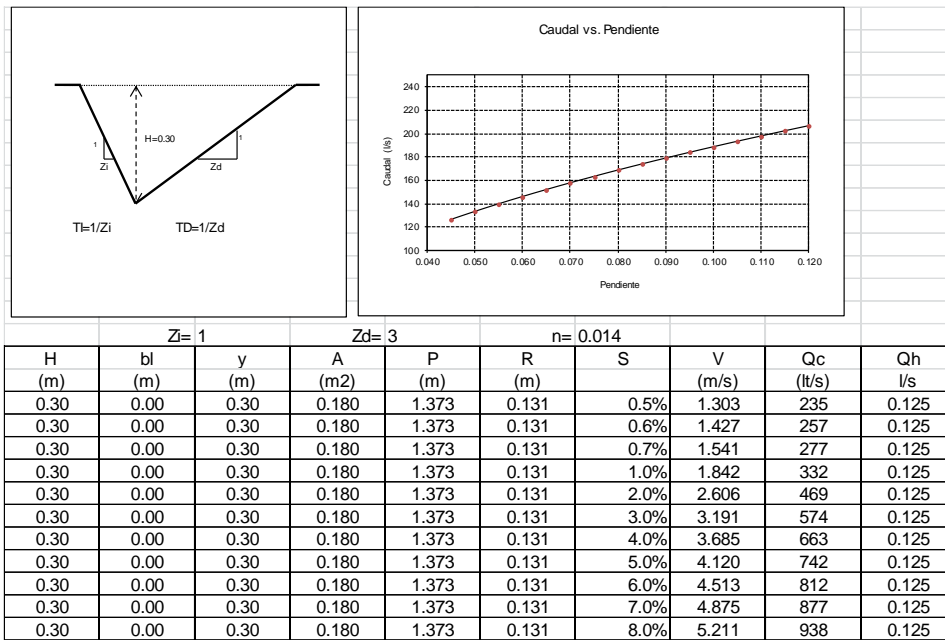 H=0.30
1
1
Zi
Zd
TI=1/Zi
TD=1/Zd
Caudal vs. Pendiente
Caudal (l/s)
240
220
200
180
160
140
120
100
0.040 0.050 0.060 0.070 0.080 0.090 0.100 0.110 0.120
Pendiente
Zi= 1 Zd= 3 n= 0.014
H bl y A P R S V Qc Qh
(m) (m) (m) (m2) (m) (m) (m/s) (lt/s) l/s
0.30 0.00 0.30 0.180 1.373 0.131 0.5% 1.303 235 0.125
0.30 0.00 0.30 0.180 1.373 0.131 0.6% 1.427 257 0.125
0.30 0.00 0.30 0.180 1.373 0.131 0.7% 1.541 277 0.125
0.30 0.00 0.30 0.180 1.373 0.131 1.0% 1.842 332 0.125
0.30 0.00 0.30 0.180 1.373 0.131 2.0% 2.606 469 0.125
0.30 0.00 0.30 0.180 1.373 0.131 3.0% 3.191 574 0.125
0.30 0.00 0.30 0.180 1.373 0.131 4.0% 3.685 663 0.125
0.30 0.00 0.30 0.180 1.373 0.131 5.0% 4.120 742 0.125
0.30 0.00 0.30 0.180 1.373 0.131 6.0% 4.513 812 0.125
0.30 0.00 0.30 0.180 1.373 0.131 7.0% 4.875 877 0.125
0.30 0.00 0.30 0.180 1.373 0.131 8.0% 5.211 938 0.125